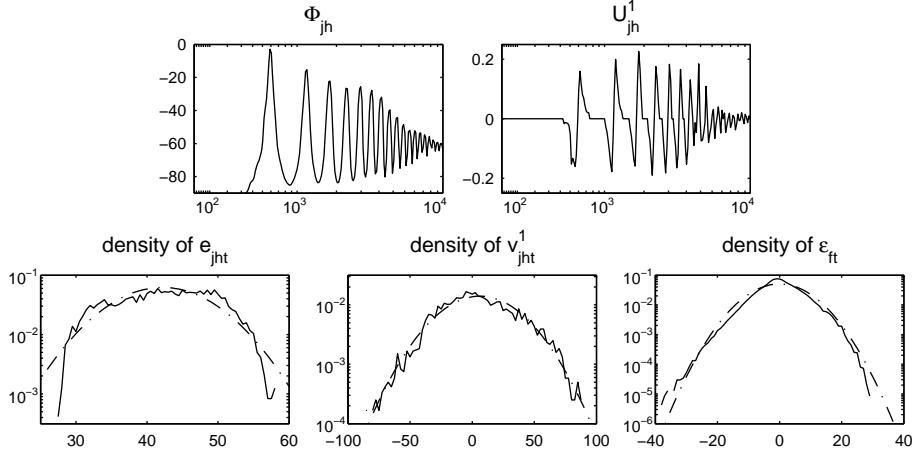 Φ_jh
U^1_jh
0
−20
−40
−60
−80
10^2 10^3 10^4
0.2
0
−0.2
10^2 10^3 10^4
density of e_jht
density of v^1_jht
density of ε_ft
10^−1
10^−2
10^−3
30 40 50 60
10^−2
10^−3
10^−4
−100 −50 0 50 100
10^−1
10^−2
10^−3
10^−4
10^−5
10^−6
−40 −20 0 20 40